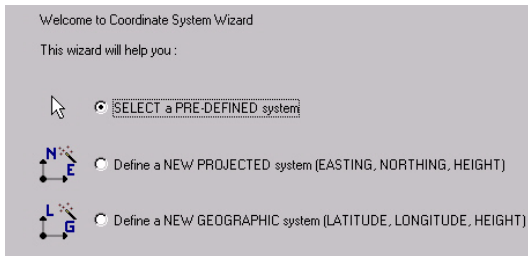 Welcome to Coordinate System Wizard
This wizard will help you :
SELECT a PRE-DEFINED system
N
E
Define a NEW PROJECTED system (EASTING, NORTHING, HEIGHT)
L
G
Define a NEW GEOGRAPHIC system (LATITUDE, LONGITUDE, HEIGHT)